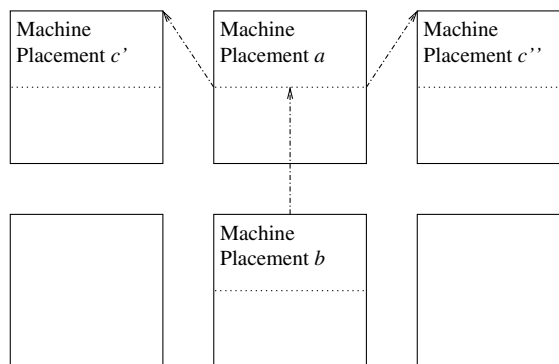 Machine
Placement c’
Machine
Placement a
Machine
Placement c’’
Machine
Placement b